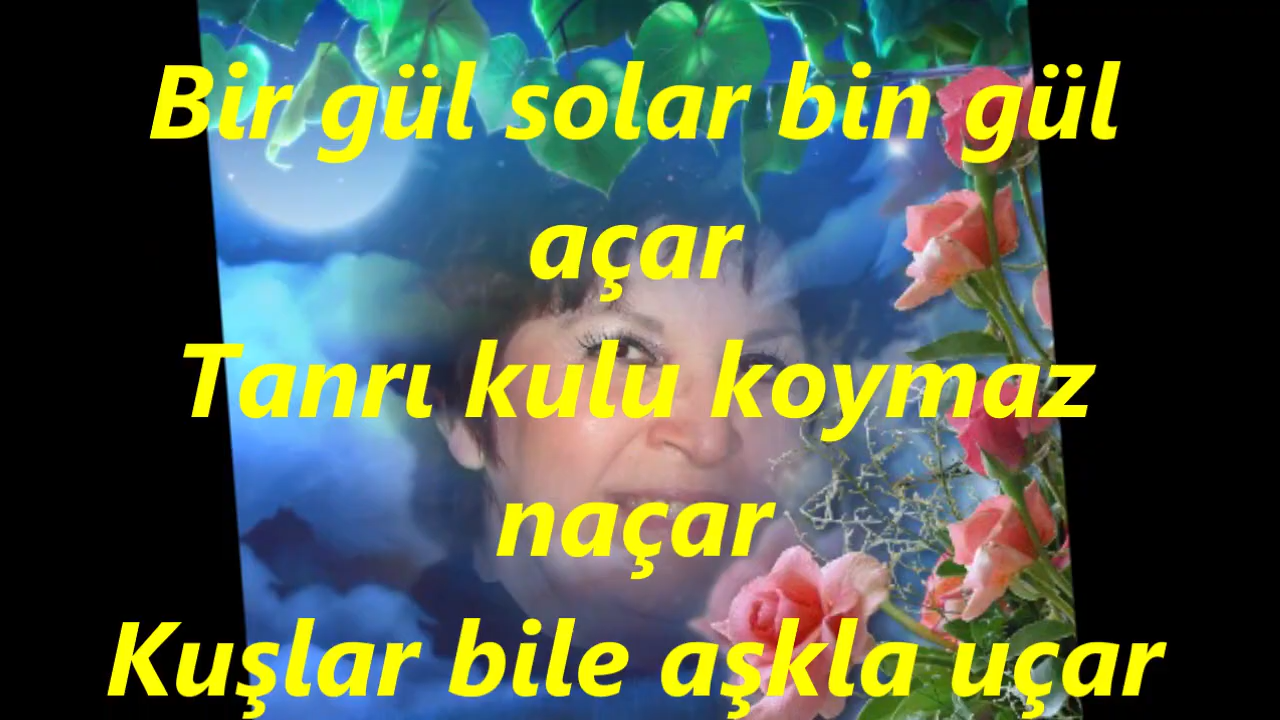 Bir gül solar bin gül
açar
Tanrı kulu koymaz
naçar
Kuşlar bile aşkla uçar